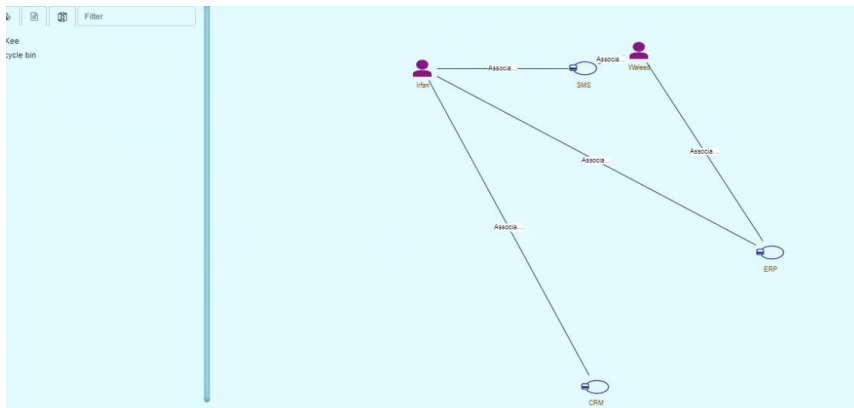 Filter
Kee
cycle bin
Irfan
Associa...
SMS
Associa...
Waleed
Associa...
Associa...
Associa...
ERP
CRM